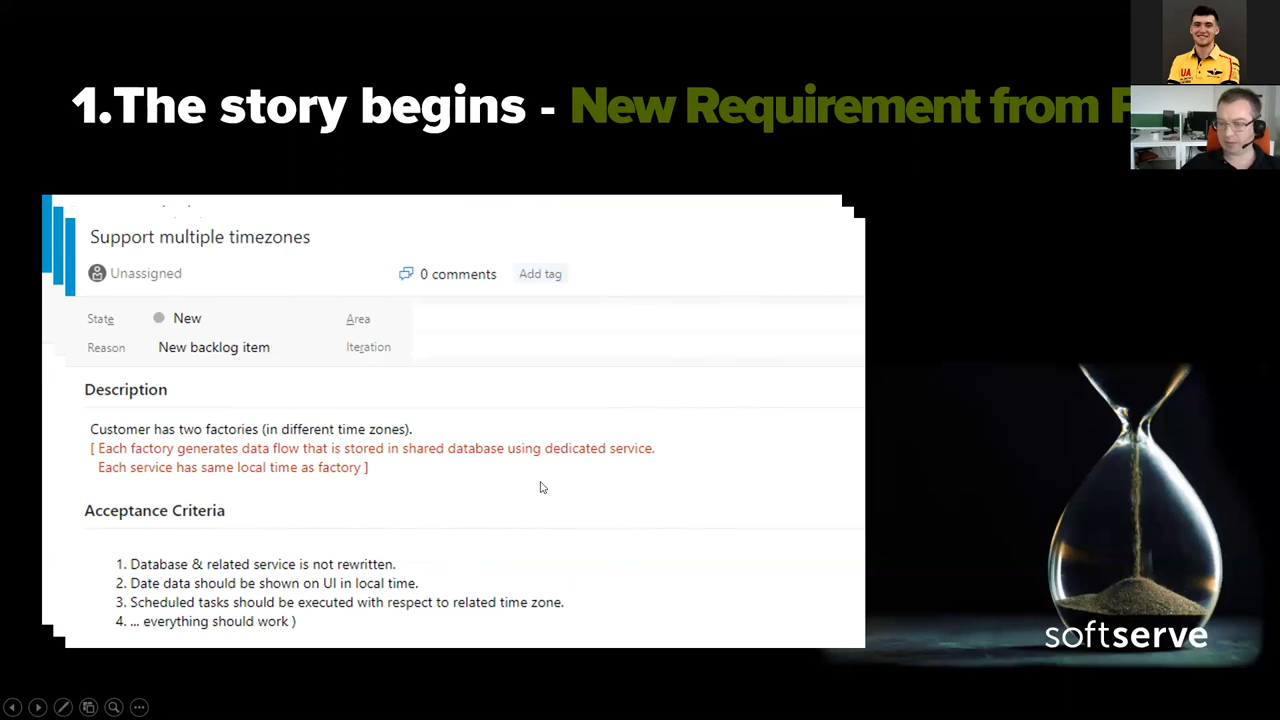 1.The story begins - New Requirement from
Support multiple timezones
Unassigned
0 comments
Add tag
State
New
Area
Reason
New backlog item
Iteration
Description
Customer has two factories (in different time zones).
[ Each factory generates data flow that is stored in shared database using dedicated service.
Each service has same local time as factory ]
Acceptance Criteria
1. Database & related service is not rewritten.
2. Date data should be shown on UI in local time.
3. Scheduled tasks should be executed with respect to related time zone.
4. ... everything should work )
softserve
UA